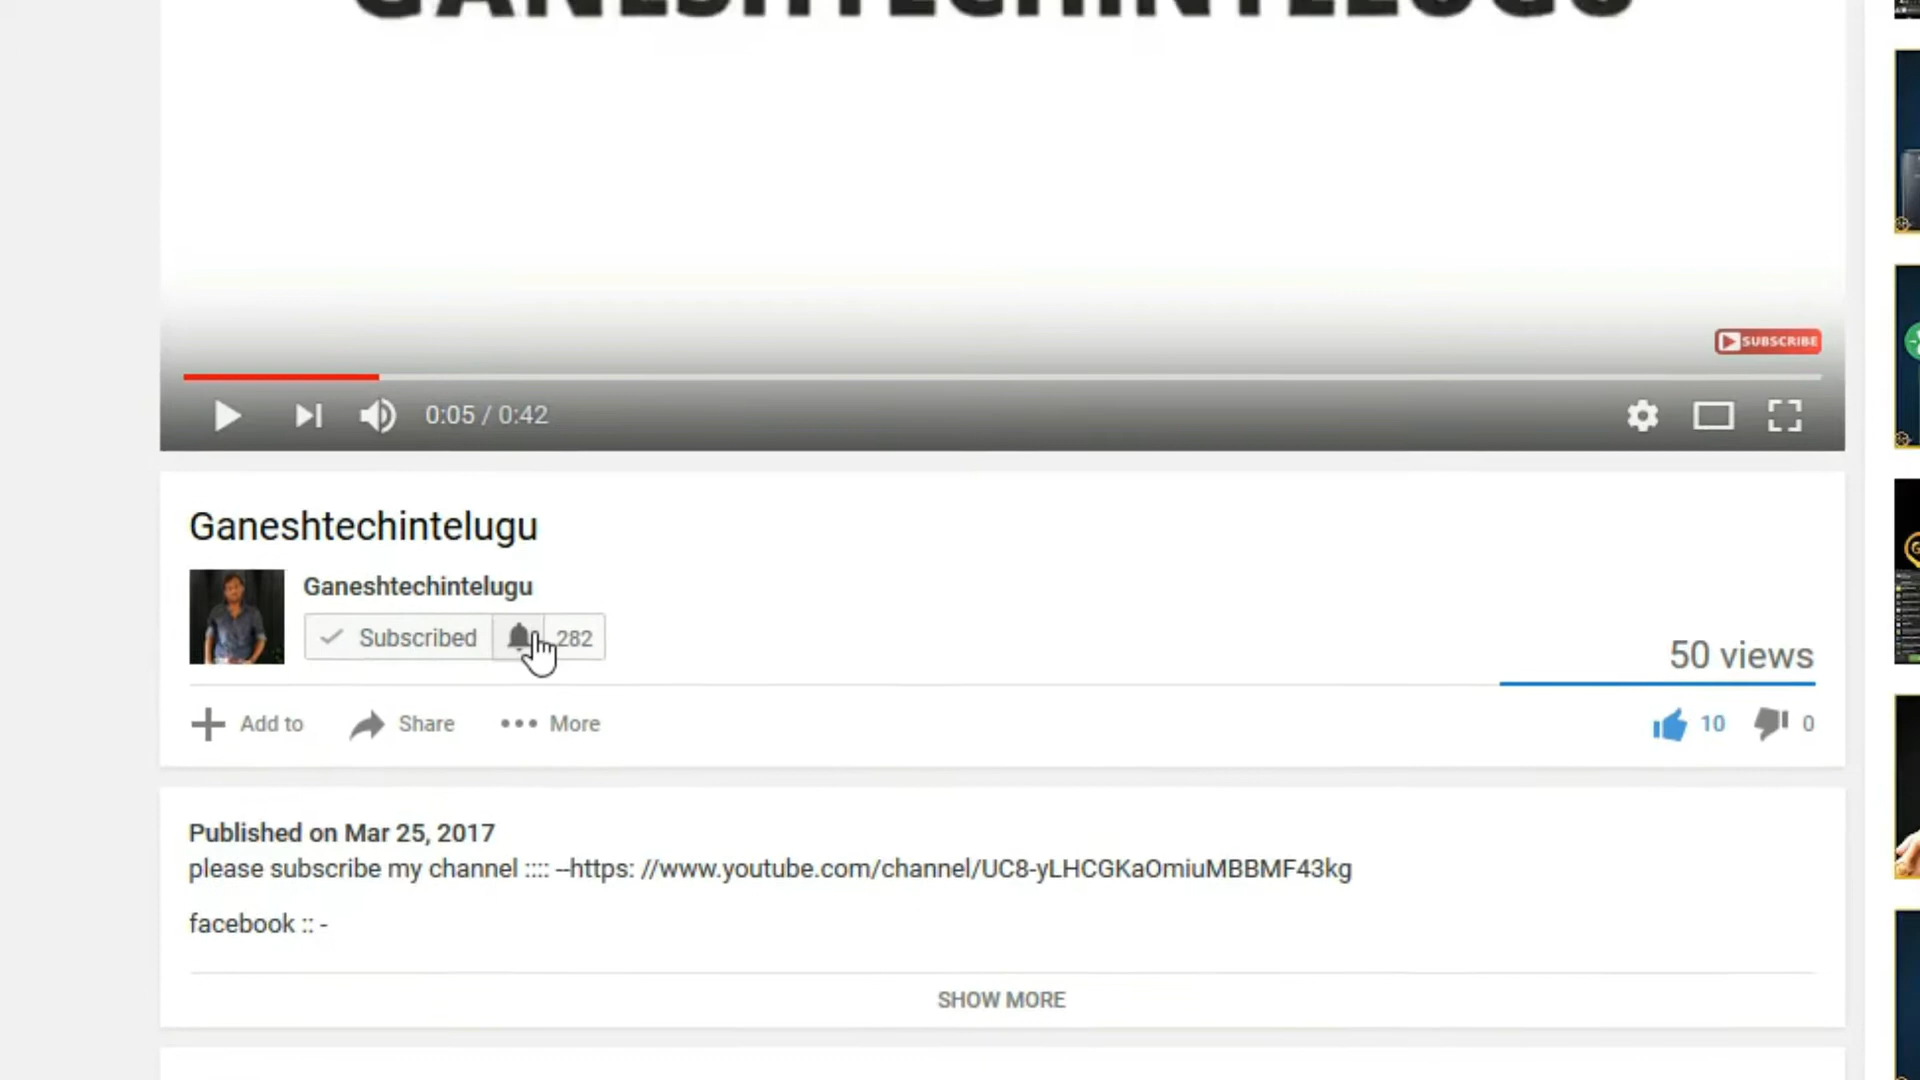 GANESHTECHINTELUGU
SUBSCRIBE
0:05 / 0:42
Ganeshtechintelugu
Ganeshtechintelugu
Subscribed 282
50 views
Add to Share More 10 0
Published on Mar 25, 2017
please subscribe my channel :::: --https: //www.youtube.com/channel/UC8-yLHCGKaOmiuMBBMF43kg
facebook :: -
SHOW MORE